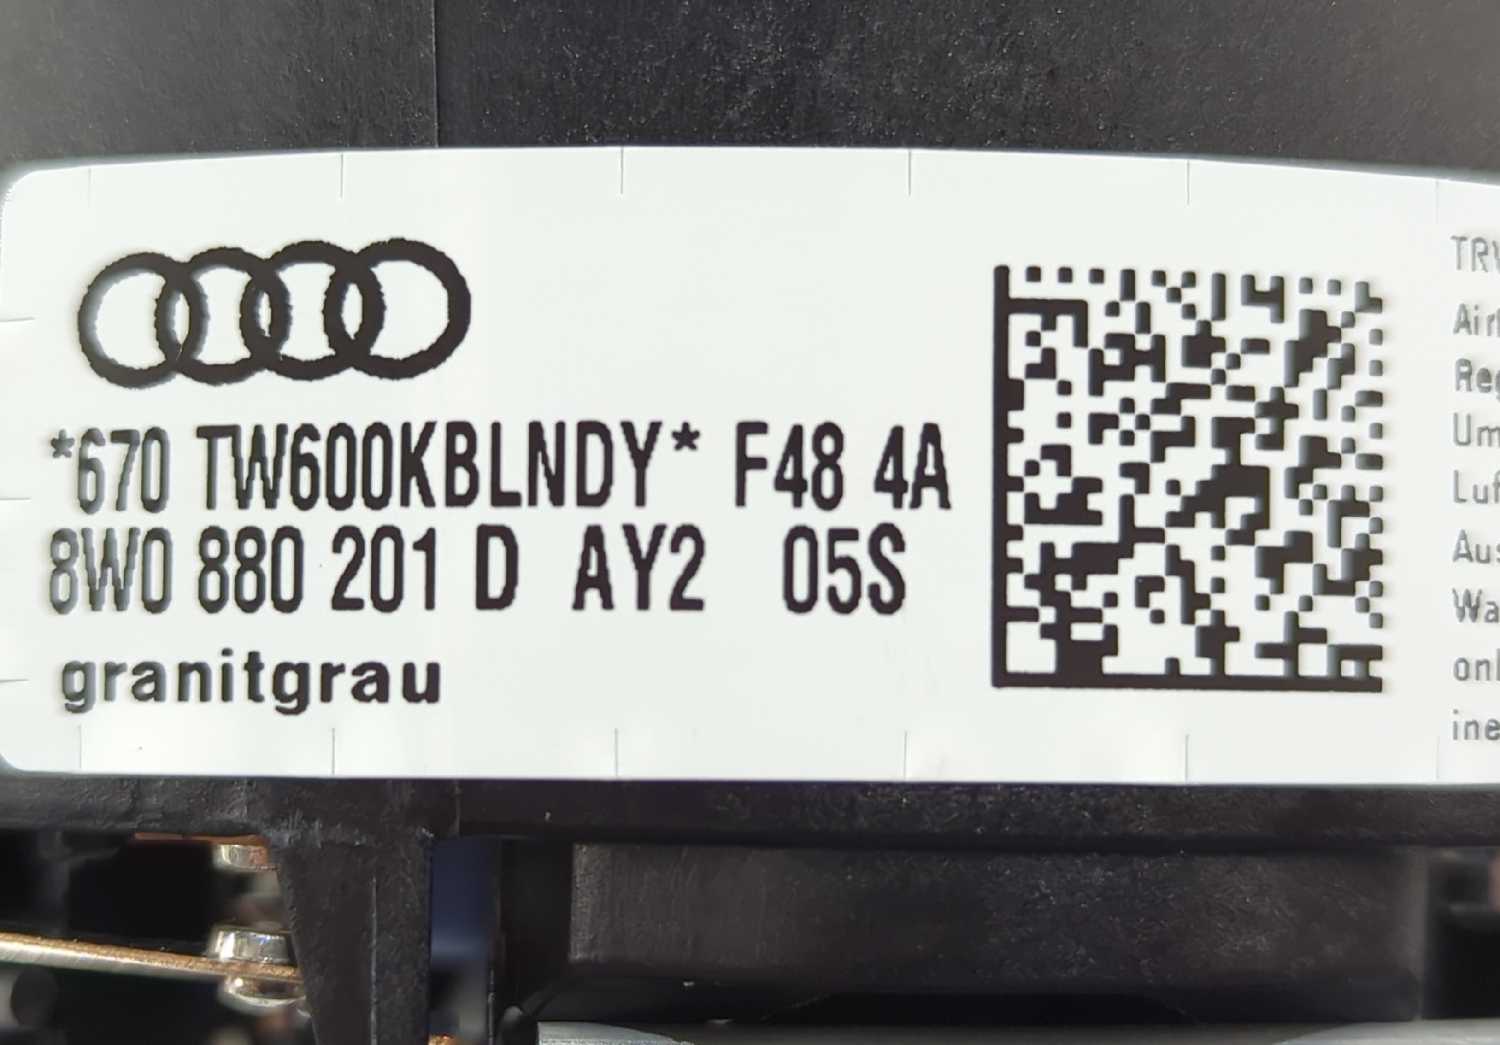 *670 TW600KBLNDY* F48 4A
8W0 880 201 D AY2 05S
granitgrau